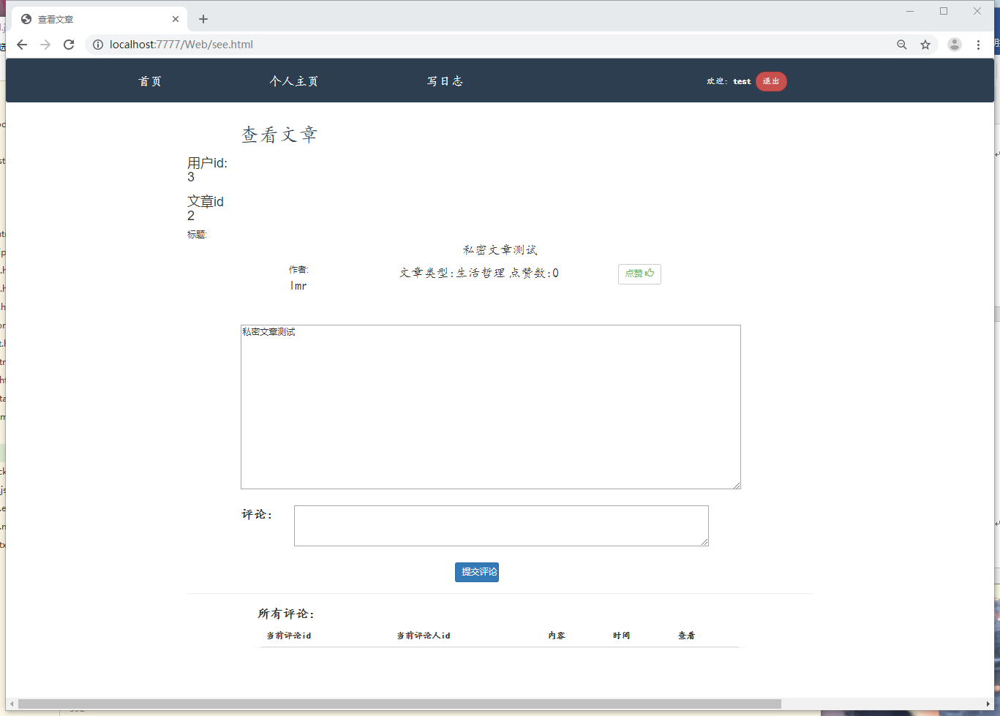 查看文章
localhost:7777/Web/see.html
首页 个人主页 写日志 欢迎: test 退出
查看文章
用户id:
3
文章id
2
标题:
私密文章测试
作者: 文章类型:生活哲理 点赞数:0 点赞
lmr
私密文章测试
评论:
提交评论
所有评论:
当前评论id 当前评论人id 内容 时间 查看